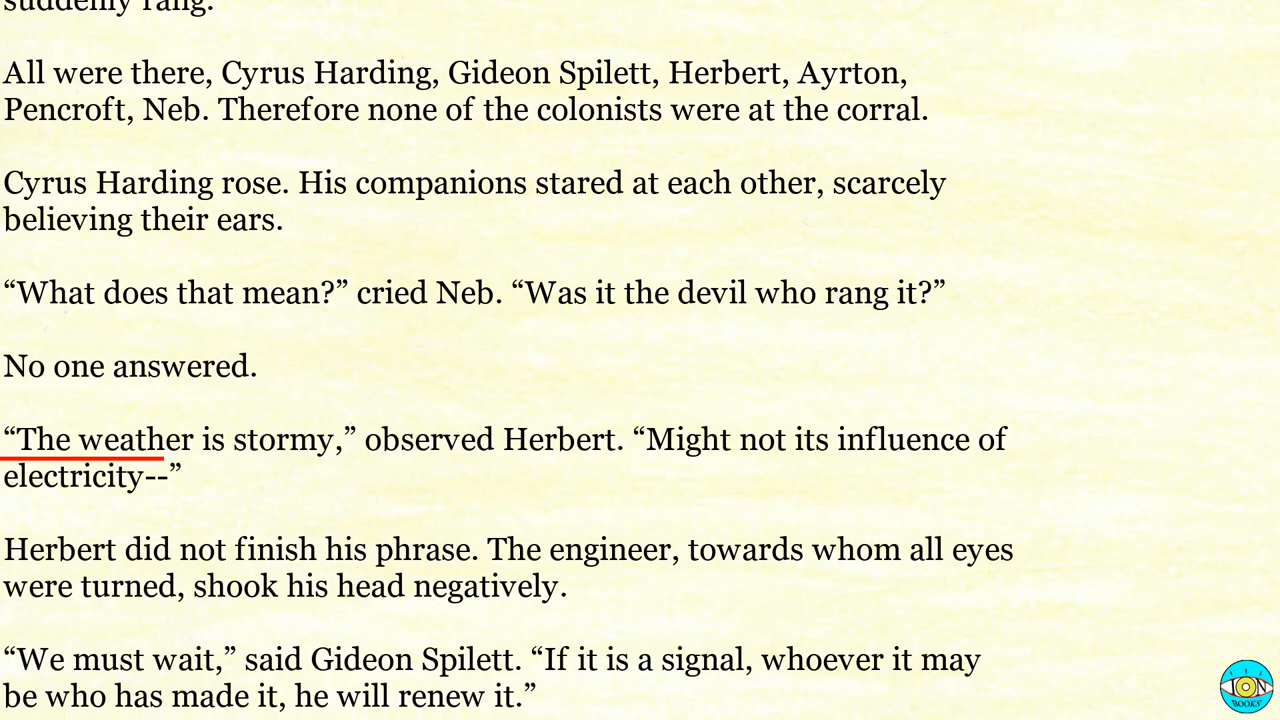 suddenly rang.
All were there, Cyrus Harding, Gideon Spilett, Herbert, Ayrton,
Pencroft, Neb. Therefore none of the colonists were at the corral.
Cyrus Harding rose. His companions stared at each other, scarcely
believing their ears.
“What does that mean?” cried Neb. “Was it the devil who rang it?”
No one answered.
“The weather is stormy,” observed Herbert. “Might not its influence of
electricity--”
Herbert did not finish his phrase. The engineer, towards whom all eyes
were turned, shook his head negatively.
“We must wait,” said Gideon Spilett. “If it is a signal, whoever it may
be who has made it, he will renew it.”
ION
BOOKS